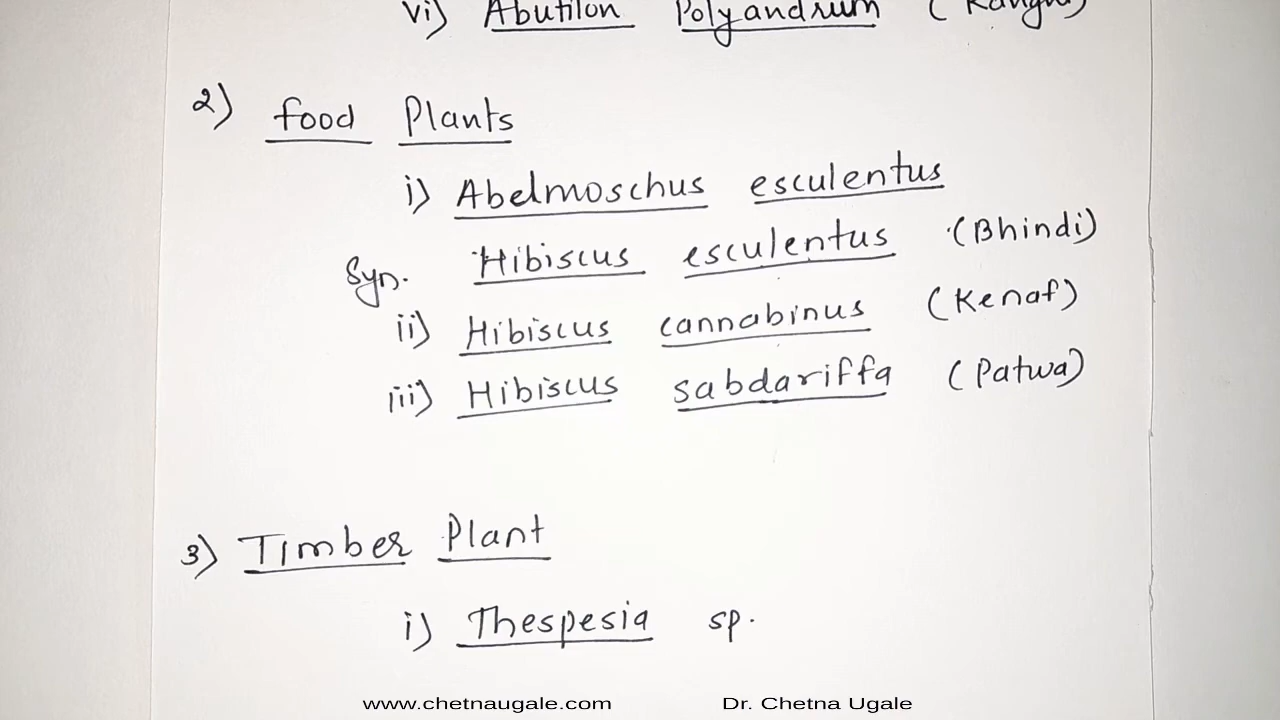 vi) Abutilon Polyandrum (
2) food Plants
i) Abelmoschus esculentus
Syn. Hibiscus esculentus (Bhindi)
ii) Hibiscus cannabinus (Kenaf)
iii) Hibiscus sabdariffa (Patwa)
3) Timber Plant
i) Thespesia sp.
www.chetnaugale.com Dr. Chetna Ugale